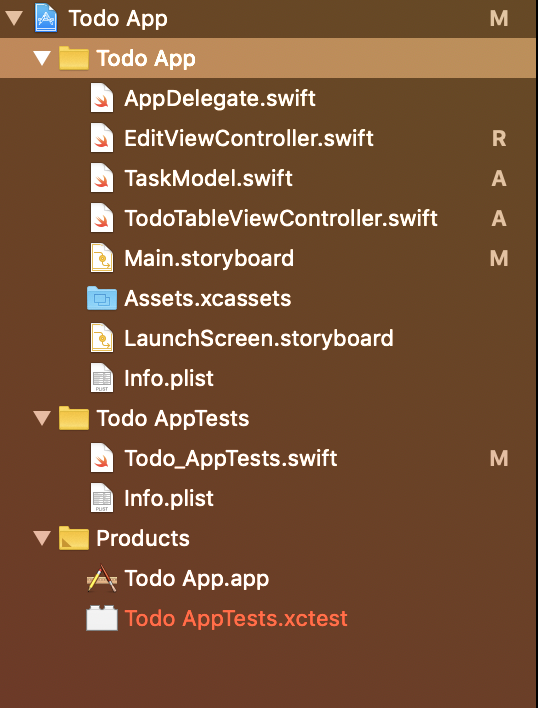 Todo App M
Todo App
AppDelegate.swift
EditViewController.swift R
TaskModel.swift A
TodoTableViewController.swift A
Main.storyboard M
Assets.xcassets
LaunchScreen.storyboard
PLIST Info.plist
Todo AppTests
Todo_AppTests.swift M
PLIST Info.plist
Products
Todo App.app
Todo AppTests.xctest